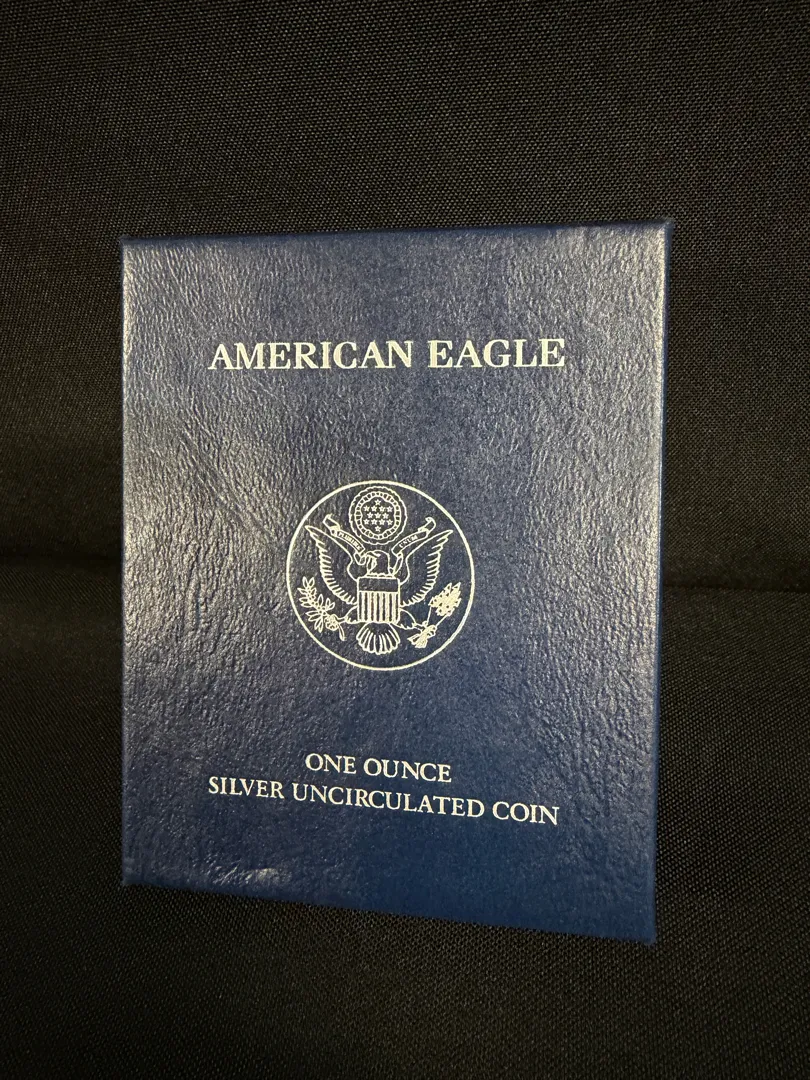 AMERICAN EAGLE
ONE OUNCE
SILVER UNCIRCULATED COIN